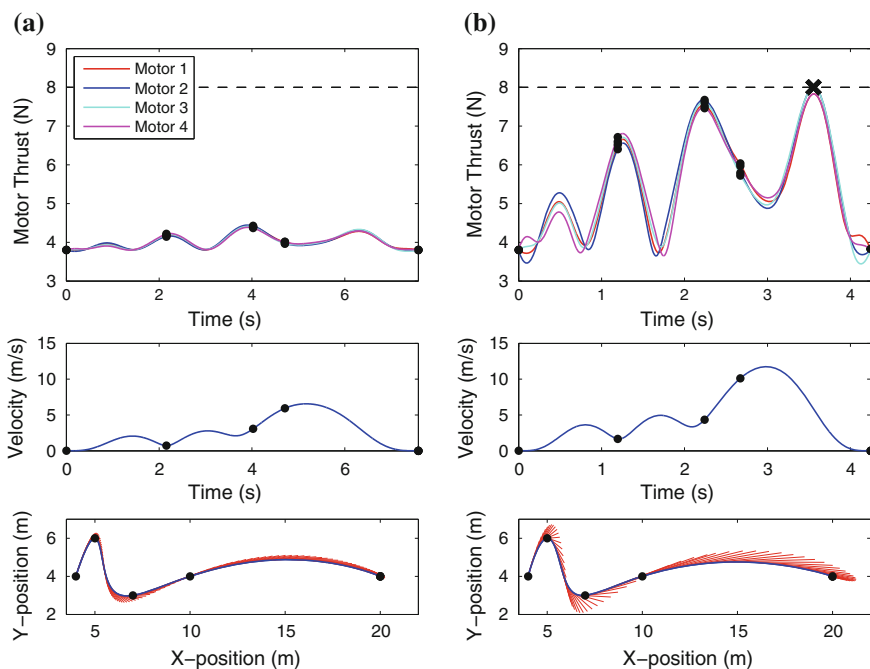 (a)
(b)
Motor Thrust (N)
9
8
7
6
5
4
3
Motor 1
Motor 2
Motor 3
Motor 4
0 2 4 6
Time (s)
Motor Thrust (N)
9
8
7
6
5
4
3
0 1 2 3 4
Time (s)
Velocity (m/s)
15
10
5
0
0 2 4 6
Time (s)
Velocity (m/s)
15
10
5
0
0 1 2 3 4
Time (s)
Y−position (m)
6
4
2
5 10 15 20
X−position (m)
Y−position (m)
6
4
2
5 10 15 20
X−position (m)